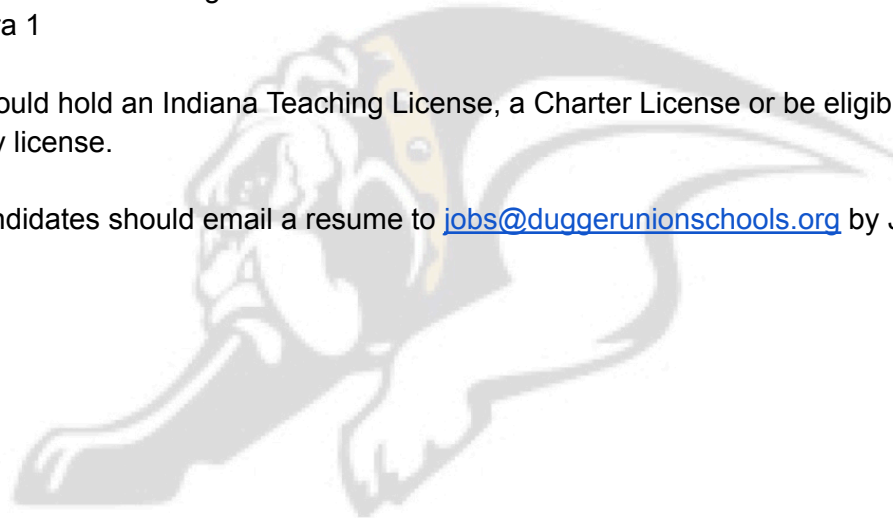 ra 1
ould hold an Indiana Teaching License, a Charter License or be eligib
y license.
ndidates should email a resume to jobs@duggerunionschools.org by J